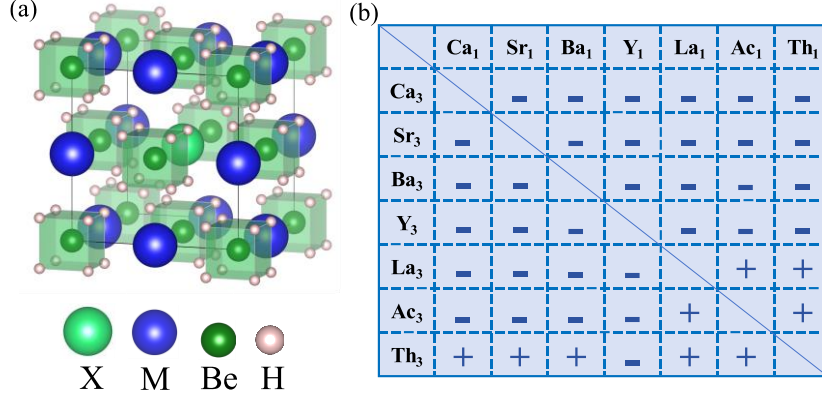 (a)
X M Be H
(b)
Ca₁ Sr₁ Ba₁ Y₁ La₁ Ac₁ Th₁
Ca₃ - - - - - -
Sr₃ - - - - - -
Ba₃ - - - - - -
Y₃ - - - - - -
La₃ - - - - + +
Ac₃ - - - - + +
Th₃ + + + - + +